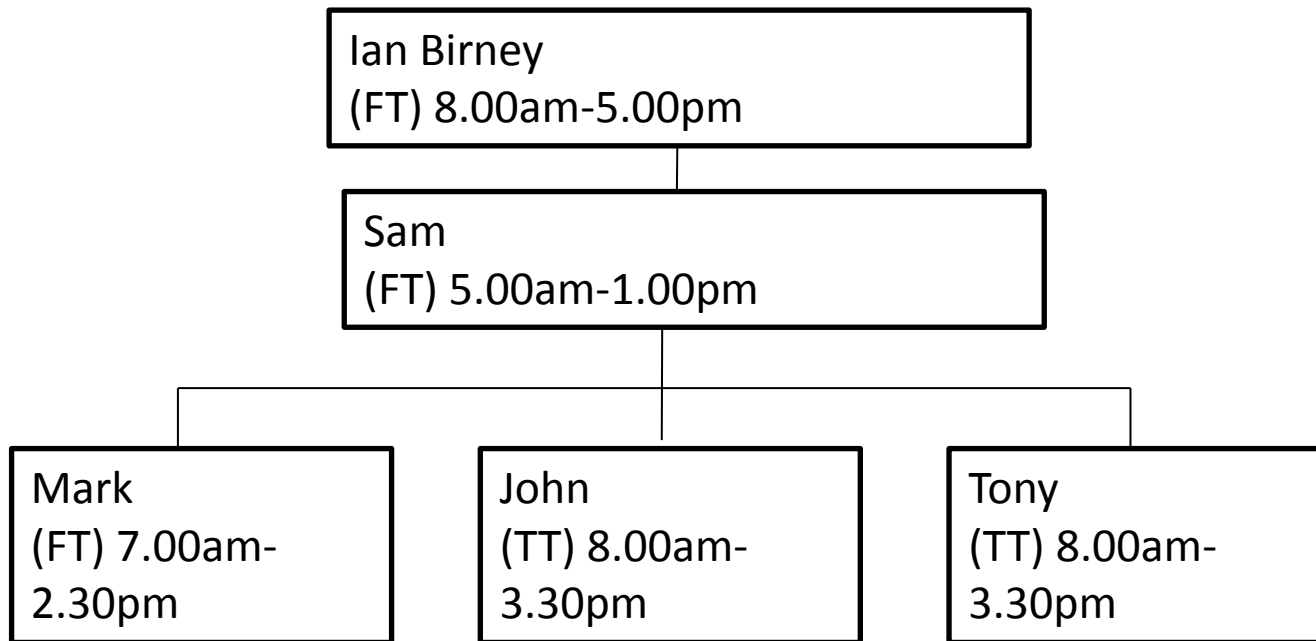 Ian Birney
(FT) 8.00am-5.00pm
Sam
(FT) 5.00am-1.00pm
Mark
(FT) 7.00am-
2.30pm
John
(TT) 8.00am-
3.30pm
Tony
(TT) 8.00am-
3.30pm